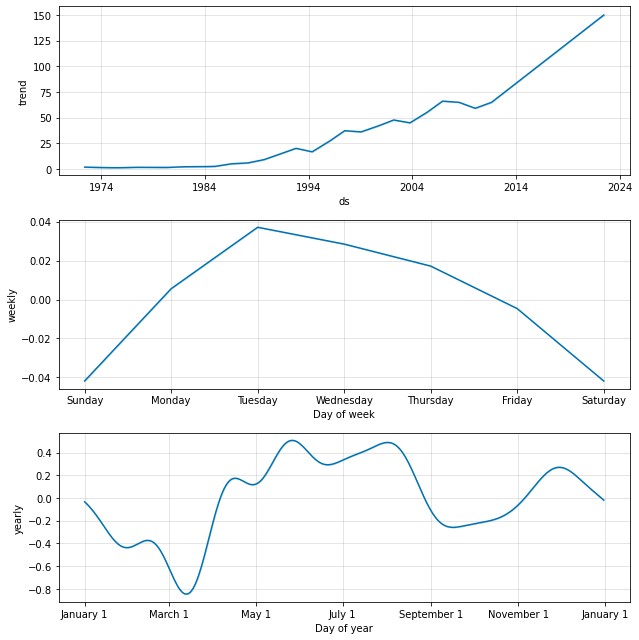 150
125
100
75
50
25
0
trend
1974 1984 1994 2004 2014 2024
ds
0.04
0.02
0.00
−0.02
−0.04
weekly
Sunday Monday Tuesday Wednesday Thursday Friday Saturday
Day of week
0.4
0.2
0.0
−0.2
−0.4
−0.6
−0.8
yearly
January 1 March 1 May 1 July 1 September 1 November 1 January 1
Day of year